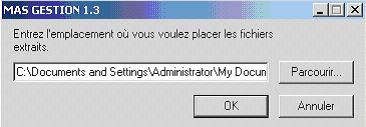 MAS GESTION 1.3
Entrez l'emplacement où vous voulez placer les fichiers
extraits.
C:\Documents and Settings\Administrator\My Docun
Parcourir...
OK
Annuler